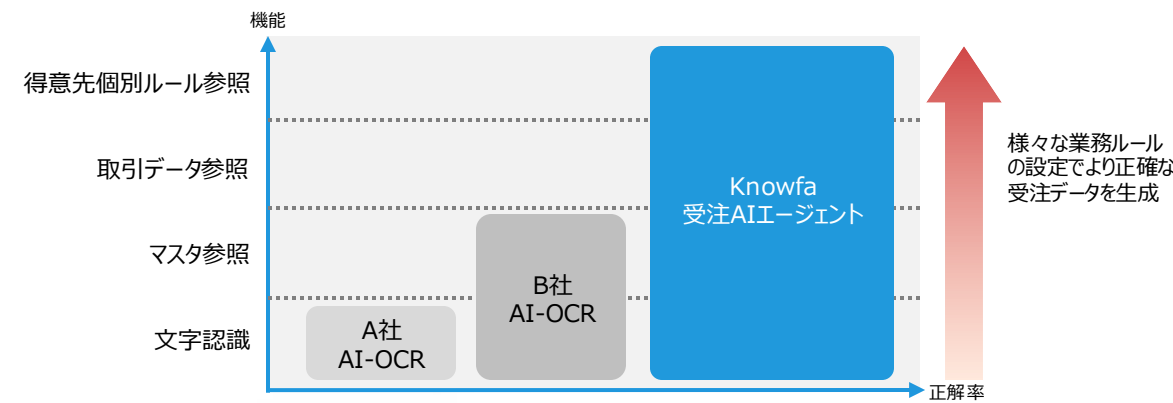 機能
得意先個別ルール参照
取引データ参照
マスタ参照
文字認識
A社
AI-OCR
B社
AI-OCR
Knowfa
受注AIエージェント
様々な業務ルール
の設定でより正確な
受注データを生成
正解率